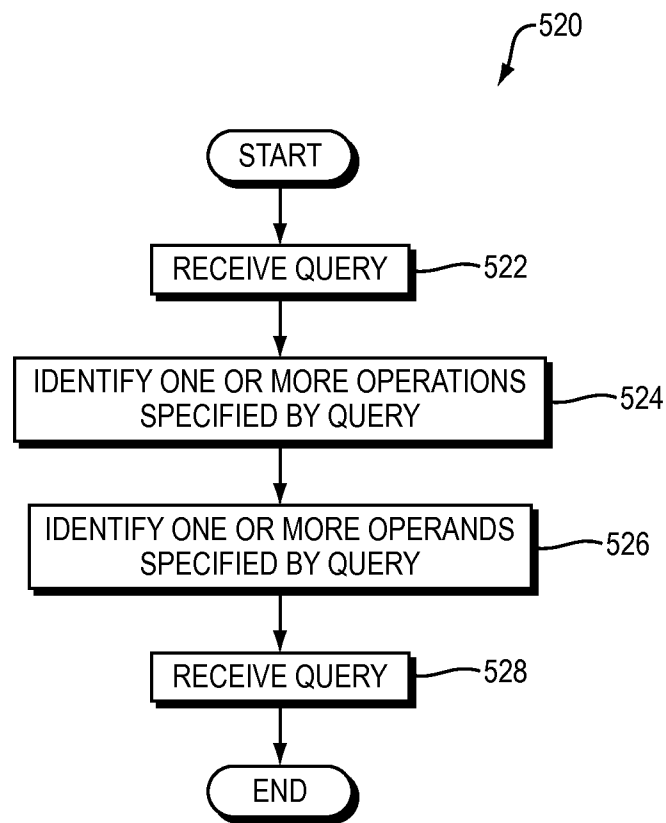 520
START
RECEIVE QUERY
522
IDENTIFY ONE OR MORE OPERATIONS
SPECIFIED BY QUERY
524
IDENTIFY ONE OR MORE OPERANDS
SPECIFIED BY QUERY
526
RECEIVE QUERY
528
END